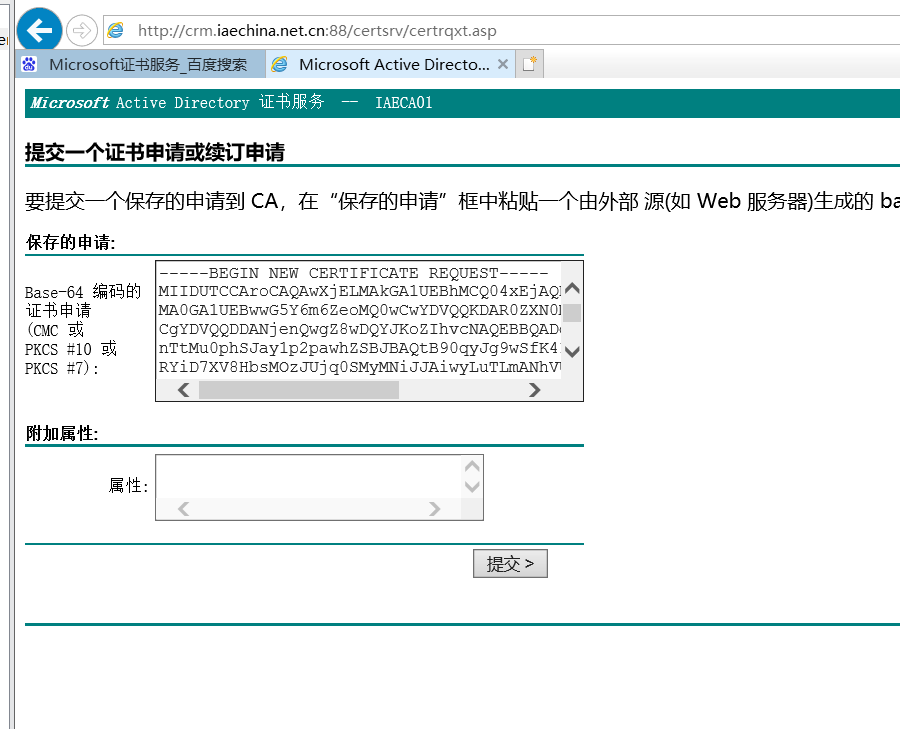 http://crm.iaechina.net.cn:88/certsrv/certrqxt.asp
Microsoft证书服务_百度搜索
Microsoft Active Directo...
Microsoft Active Directory 证书服务 -- IAECA01
提交一个证书申请或续订申请
要提交一个保存的申请到 CA，在“保存的申请”框中粘贴一个由外部 源(如 Web 服务器)生成的
保存的申请:
Base-64 编码的
证书申请
(CMC 或
PKCS #10 或
PKCS #7):
-----BEGIN NEW CERTIFICATE REQUEST-----
MIIDUTCCAroCAQAwXjELMAkGA1UEBhMCQ04xEjAQ
MA0GA1UEBwwG5Y6m6ZeoMQ0wCwYDVQQKDAR0ZXN0
CgYDVQQDDANjenQwgZ8wDQYJKoZIhvcNAQEBBQAD
nTtMu0phSJay1p2pawhZSBJBAQtB90qyJg9wSfK4
RYiD7XV8HbsMOzJUjq0SMyMNiJJAiwyLuTLmANhV
附加属性:
属性:
提交 >